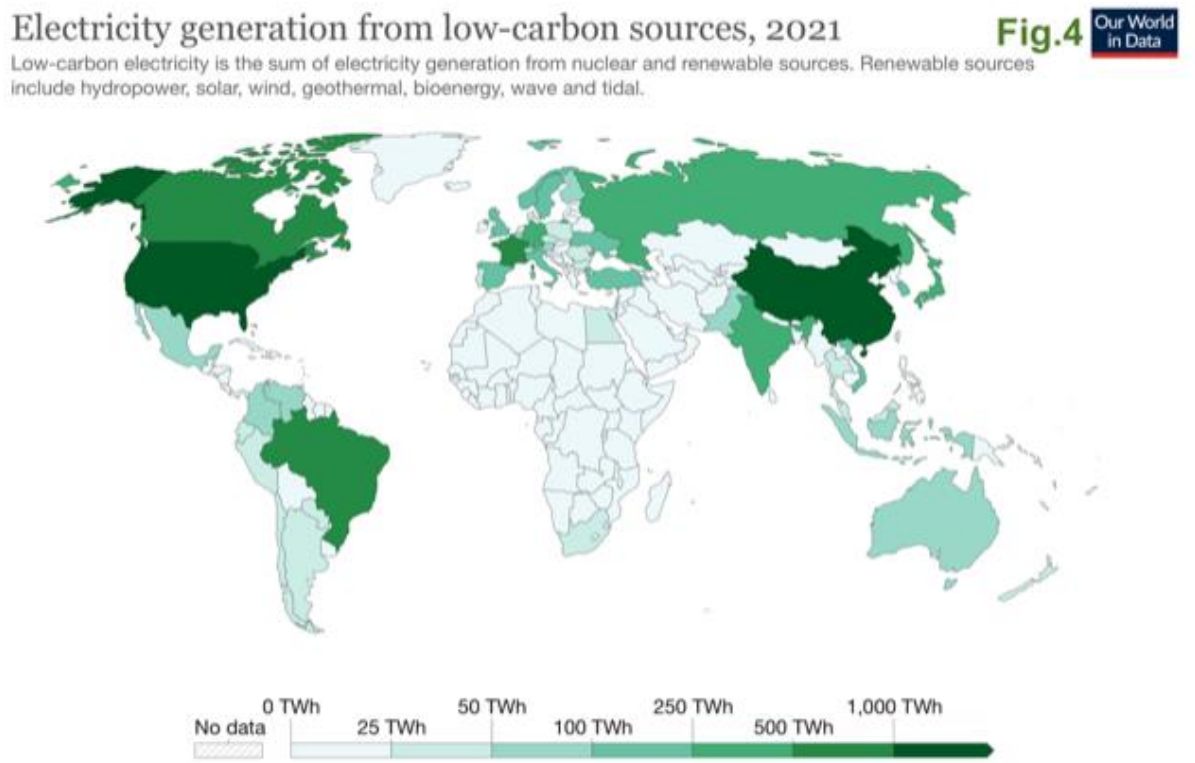 Electricity generation from low-carbon sources, 2021
Fig.4
Our World
in Data
Low-carbon electricity is the sum of electricity generation from nuclear and renewable sources. Renewable sources
include hydropower, solar, wind, geothermal, bioenergy, wave and tidal.
0 TWh
50 TWh
250 TWh
1,000 TWh
No data
25 TWh
100 TWh
500 TWh